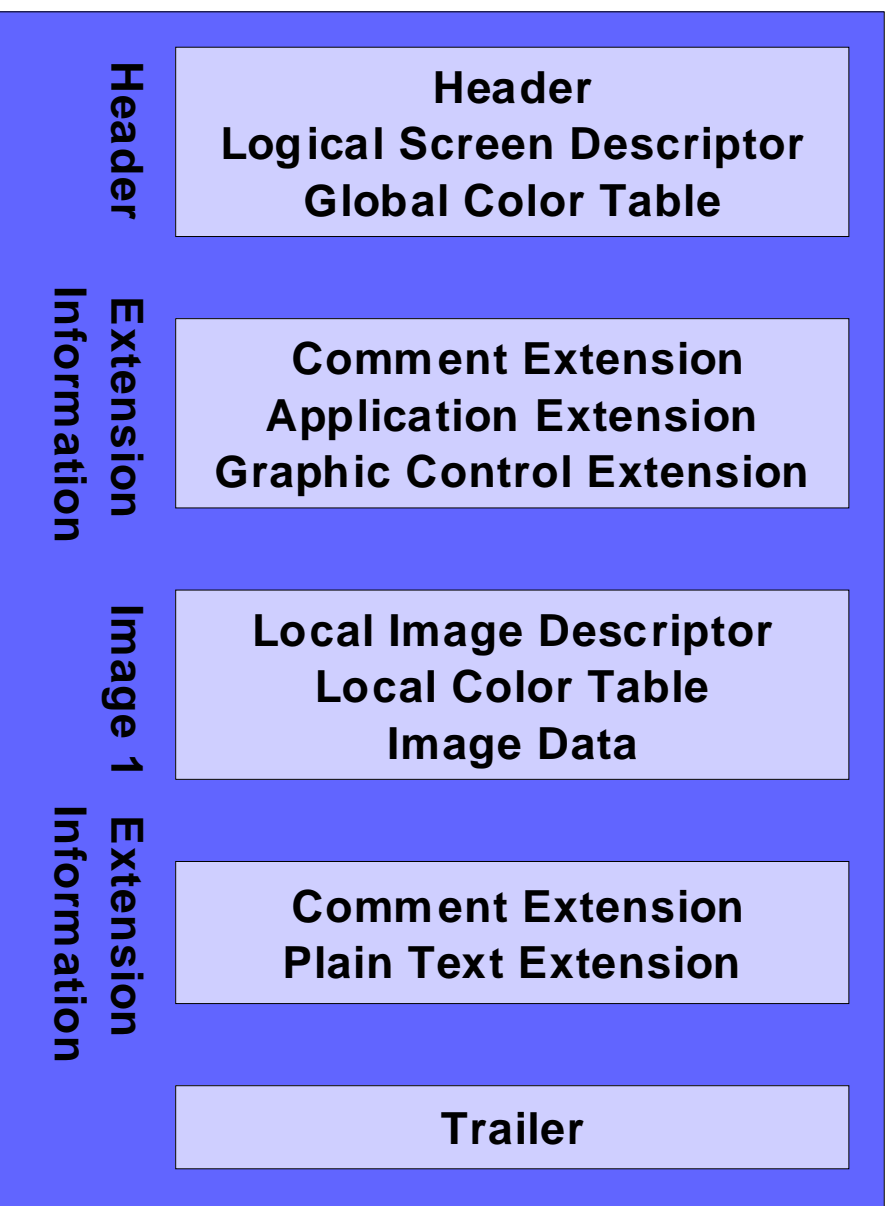 Header
Header
Logical Screen Descriptor
Global Color Table
Extension
Information
Comment Extension
Application Extension
Graphic Control Extension
Image 1
Local Image Descriptor
Local Color Table
Image Data
Extension
Information
Comment Extension
Plain Text Extension
Trailer